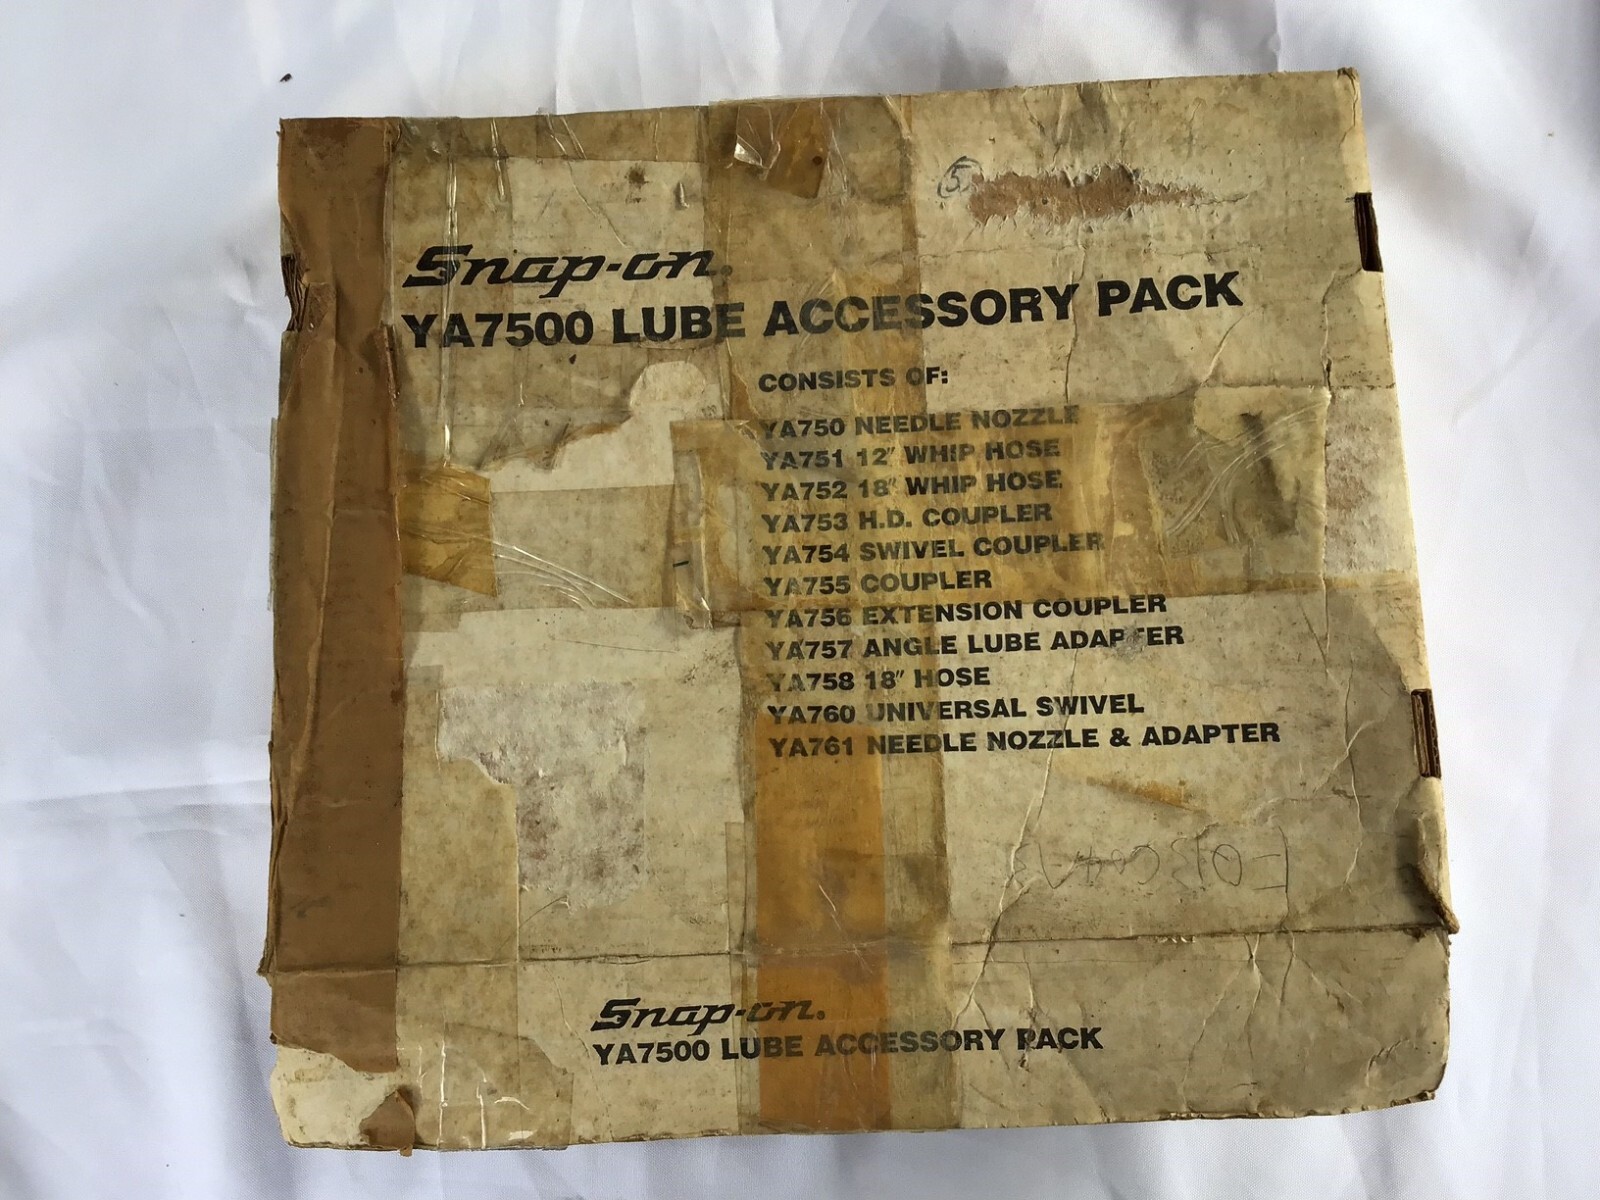 5
Snap-on®
YA7500 LUBE ACCESSORY PACK
CONSISTS OF:
YA750 NEEDLE NOZZLE
YA751 12" WHIP HOSE
YA752 18" WHIP HOSE
YA753 H.D. COUPLER
YA754 SWIVEL COUPLER
YA755 COUPLER
YA756 EXTENSION COUPLER
YA757 ANGLE LUBE ADAPTER
YA758 18" HOSE
YA760 UNIVERSAL SWIVEL
YA761 NEEDLE NOZZLE & ADAPTER
Snap-on®
YA7500 LUBE ACCESSORY PACK